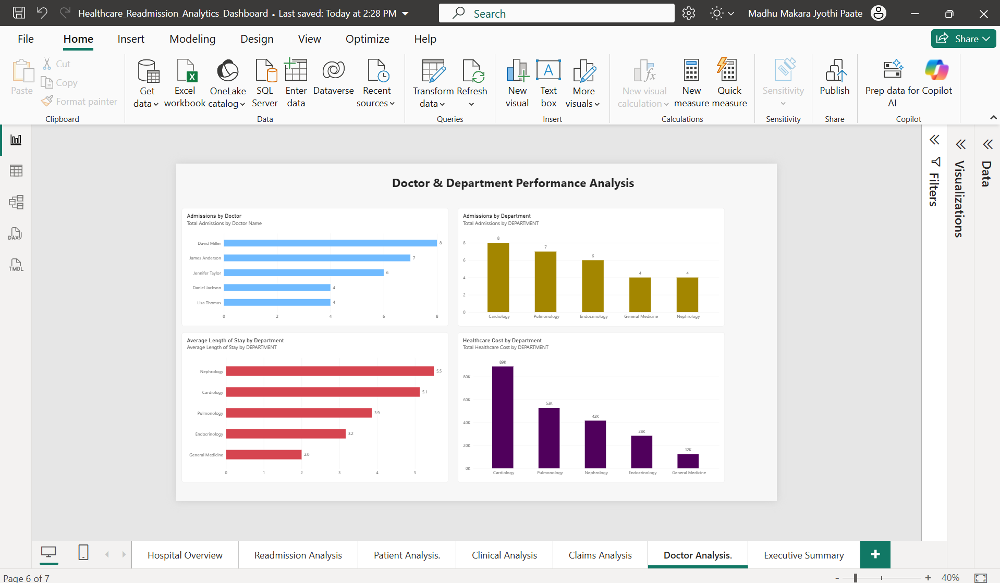 Healthcare_Readmission_Analytics_Dashboard • Last saved: Today at 2:28 PM
Search
Madhu Makara Jyothi Paate
File Home Insert Modeling Design View Optimize Help
Share
Paste
Cut
Copy
Format painter
Clipboard
Get data
Excel workbook
OneLake catalog
SQL Server
Enter data
Dataverse
Recent sources
Data
Transform data
Refresh
Queries
New visual
Text box
More visuals
Insert
New visual calculation
New measure
Quick measure
Calculations
Sensitivity
Sensitivity
Publish
Share
Prep data for AI
Copilot
Copilot
DAX
TMDL
Filters
Visualizations
Data
Doctor & Department Performance Analysis
Admissions by Doctor
Total Admissions by Doctor Name
David Miller 8
James Anderson 7
Jennifer Taylor 6
Daniel Jackson 4
Lisa Thomas 4
0 2 4 6 8
Admissions by Department
Total Admissions by DEPARTMENT
8 7 6 4 4
8
6
4
2
0
Cardiology Pulmonology Endocrinology General Medicine Nephrology
Average Length of Stay by Department
Average Length of Stay by DEPARTMENT
Nephrology 5.5
Cardiology 5.1
Pulmonology 3.9
Endocrinology 3.2
General Medicine 2.0
0 1 2 3 4 5
Healthcare Cost by Department
Total Healthcare Cost by DEPARTMENT
89K 53K 42K 28K 12K
80K
60K
40K
20K
0K
Cardiology Pulmonology Nephrology Endocrinology General Medicine
Hospital Overview Readmission Analysis Patient Analysis. Clinical Analysis Claims Analysis Doctor Analysis. Executive Summary +
Page 6 of 7
- + 40%